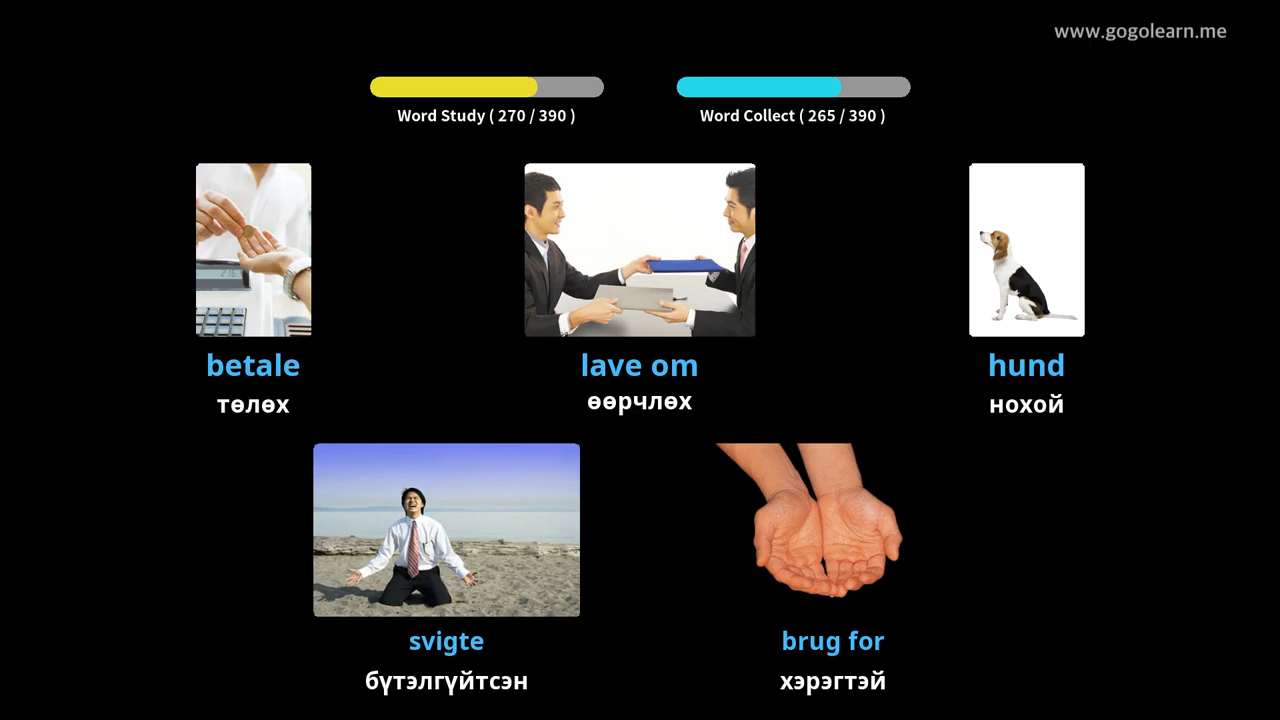 www.gogolearn.me
Word Study ( 270 / 390 )
Word Collect ( 265 / 390 )
betale
төлөх
lave om
өөрчлөх
hund
нохой
svigte
бүтэлгүйтсэн
brug for
хэрэгтэй